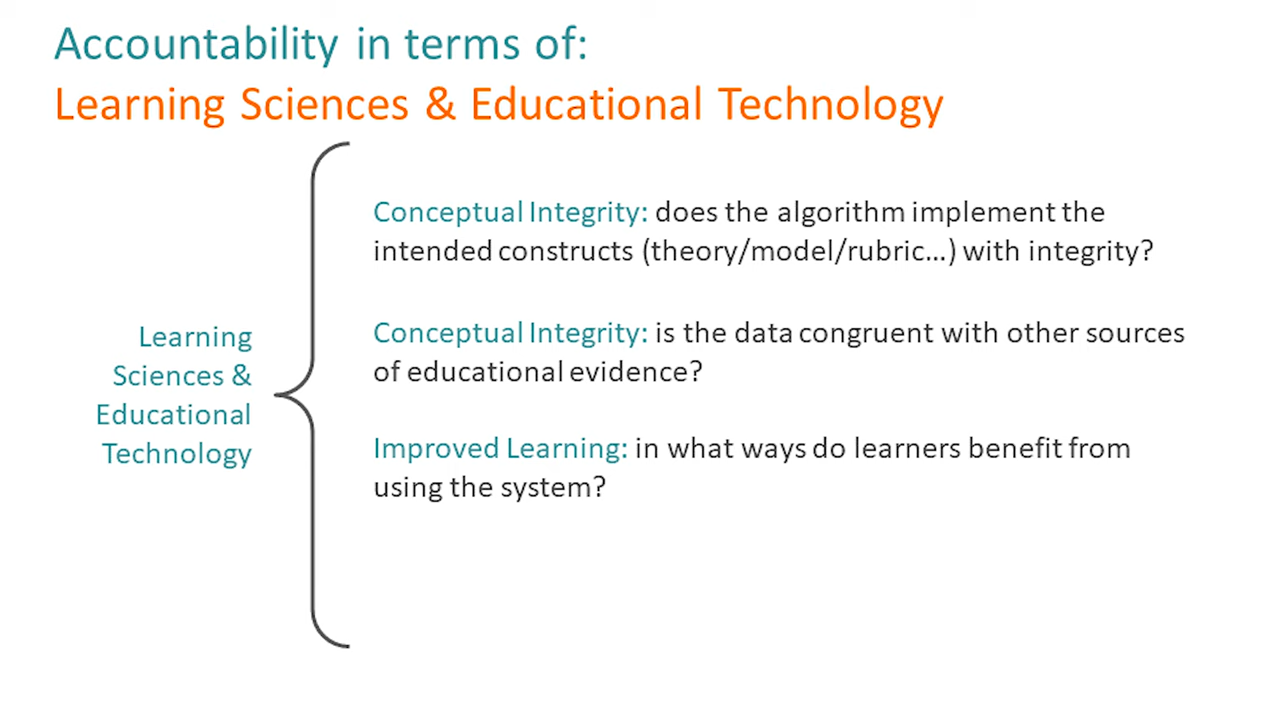 Accountability in terms of:
Learning Sciences & Educational Technology
Learning
Sciences &
Educational
Technology
Conceptual Integrity: does the algorithm implement the
intended constructs (theory/model/rubric...) with integrity?
Conceptual Integrity: is the data congruent with other sources
of educational evidence?
Improved Learning: in what ways do learners benefit from
using the system?